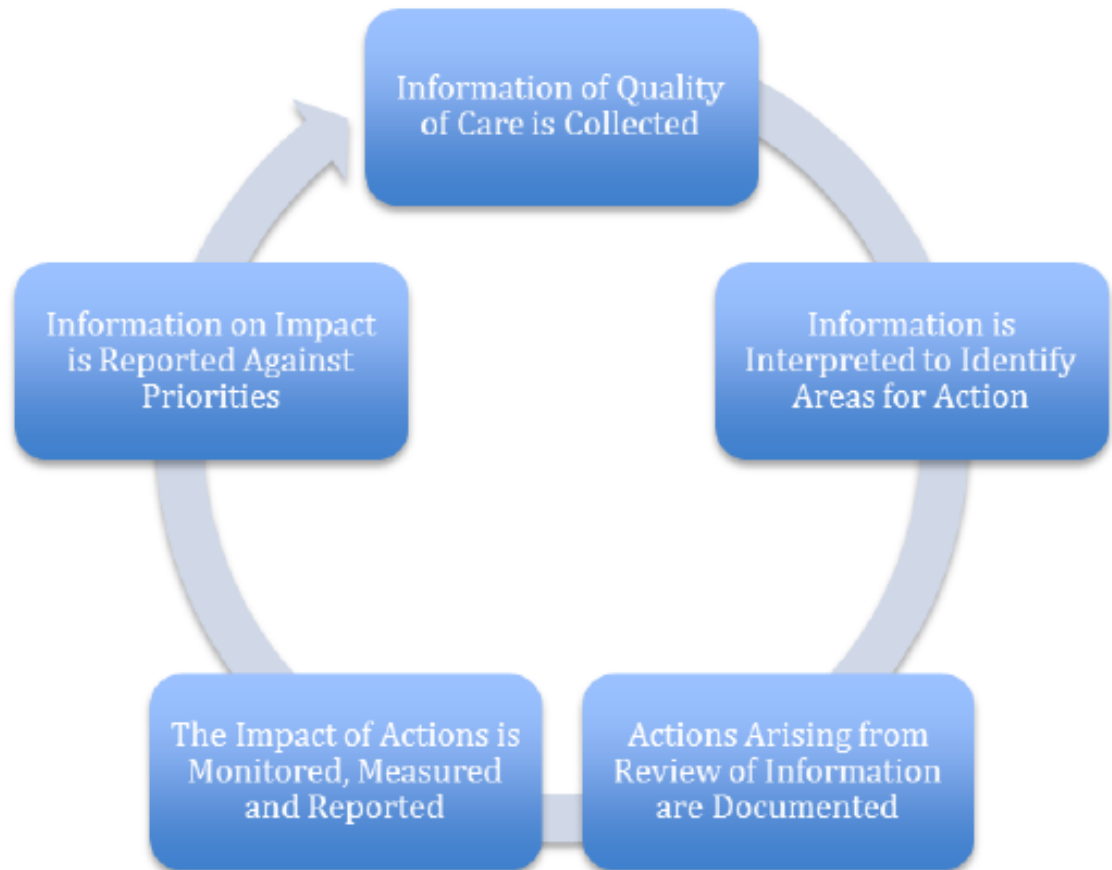 Information of Quality
of Care is Collected
Information is
Interpreted to Identify
Areas for Action
Actions Arising from
Review of Information
are Documented
The Impact of Actions is
Monitored, Measured
and Reported
Information on Impact
is Reported Against
Priorities